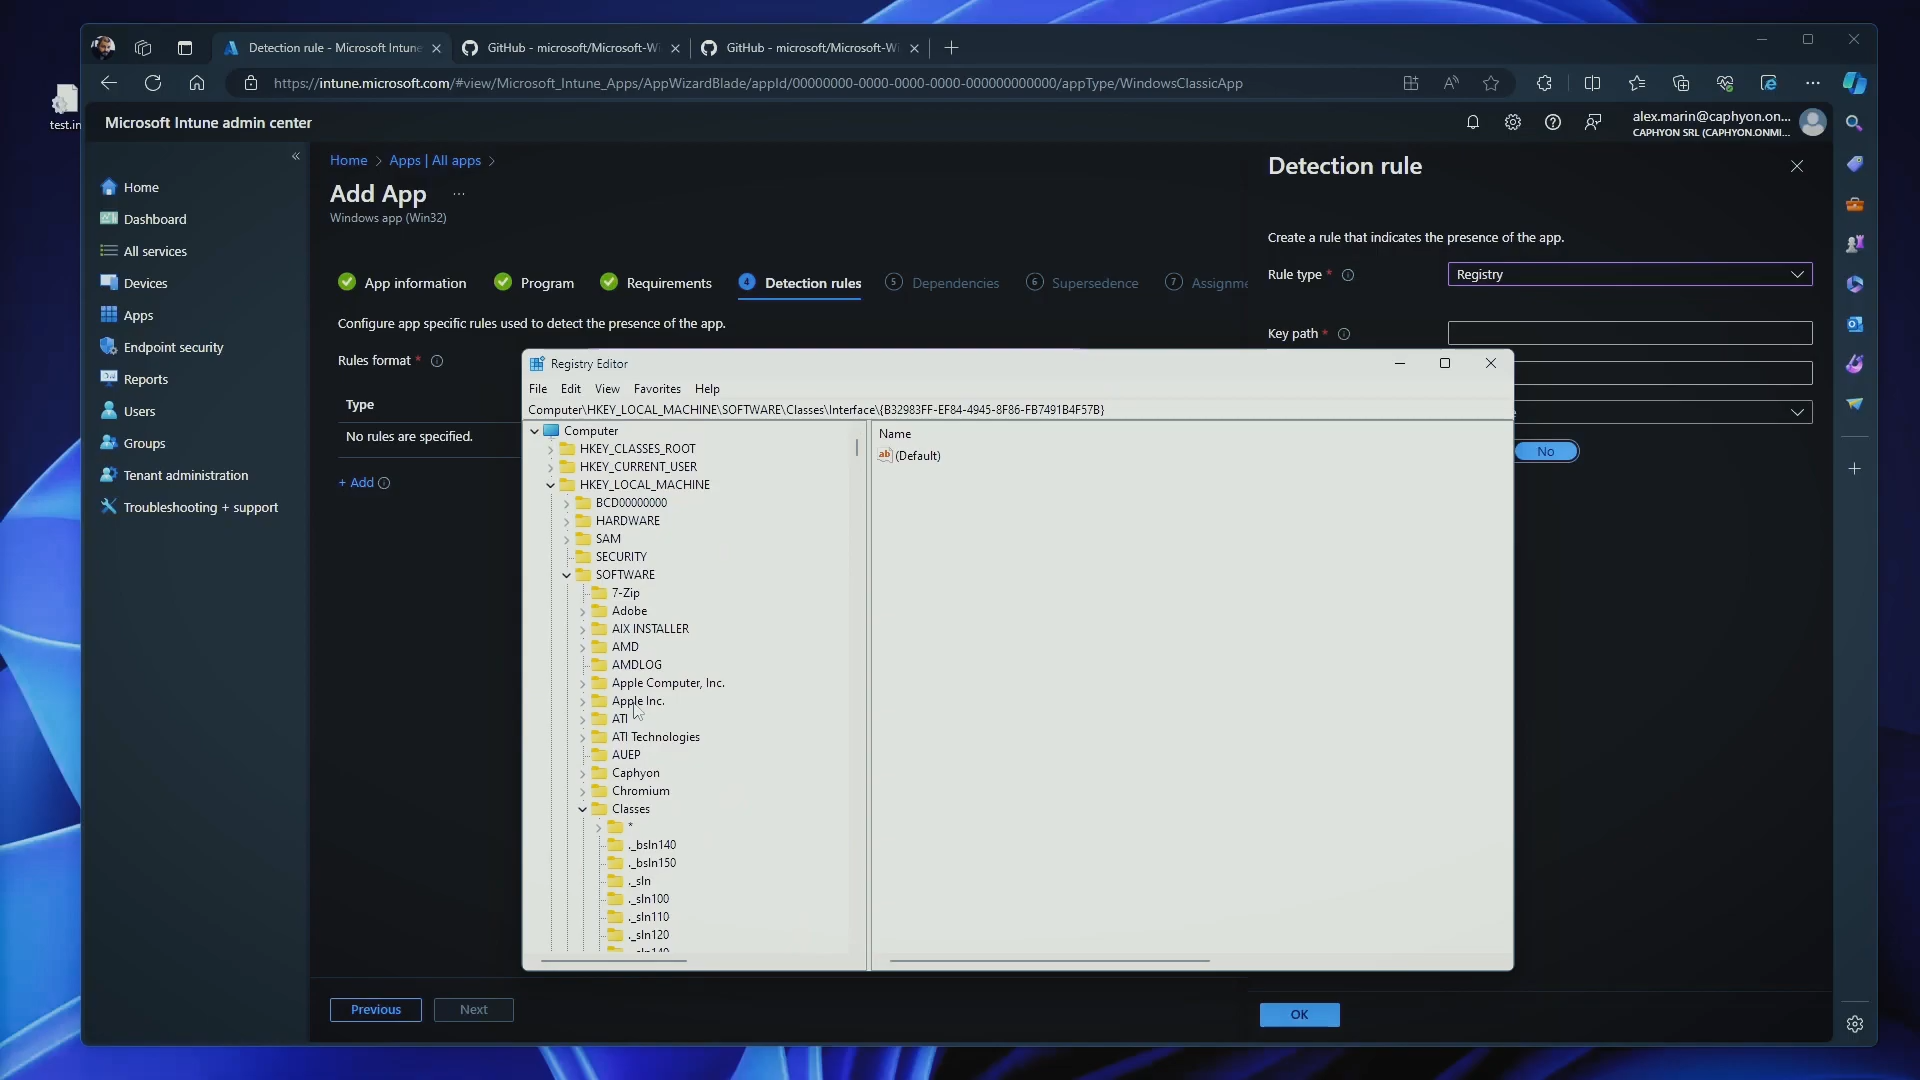 test.in
Detection rule - Microsoft Intune
GitHub - microsoft/Microsoft-Wi
GitHub - microsoft/Microsoft-Wi
https://intune.microsoft.com/#view/Microsoft_Intune_Apps/AppWizardBlade/appId/00000000-0000-0000-0000-000000000000/appType/WindowsClassicApp
Microsoft Intune admin center
alex.marin@caphyon.on...
CAPHYON SRL (CAPHYON.ONMI...
Home
Dashboard
All services
Devices
Apps
Endpoint security
Reports
Users
Groups
Tenant administration
Troubleshooting + support
Home > Apps | All apps >
Add App ...
Windows app (Win32)
App information
Program
Requirements
4 Detection rules
5 Dependencies
6 Supersedence
7 Assignme
Configure app specific rules used to detect the presence of the app.
Rules format *
Type
No rules are specified.
+ Add
Previous
Next
Detection rule
Create a rule that indicates the presence of the app.
Rule type *
Registry
Key path *
No
OK
Registry Editor
File Edit View Favorites Help
Computer\HKEY_LOCAL_MACHINE\SOFTWARE\Classes\Interface\{B32983FF-EF84-4945-8F86-FB7491B4F57B}
Computer
HKEY_CLASSES_ROOT
HKEY_CURRENT_USER
HKEY_LOCAL_MACHINE
BCD00000000
HARDWARE
SAM
SECURITY
SOFTWARE
7-Zip
Adobe
AIX INSTALLER
AMD
AMDLOG
Apple Computer, Inc.
Apple Inc.
ATI
ATI Technologies
AUEP
Caphyon
Chromium
Classes
*
._bsln140
._bsln150
._sln
._sln100
._sln110
._sln120
._sln140
Name
ab (Default)